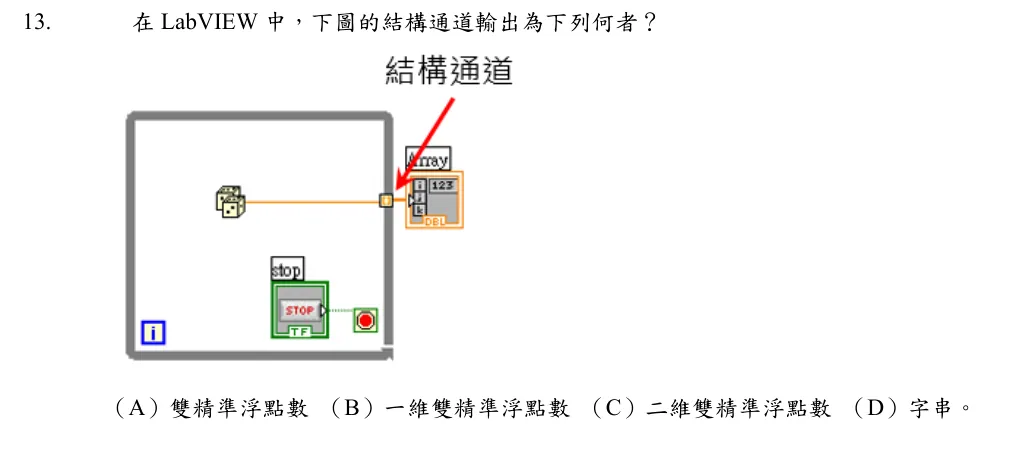 13. 在 LabVIEW 中，下圖的結構通道輸出為下列何者？
結構通道
Array
i 123
j
k
DBL
stop
STOP
TF
i
（A）雙精準浮點數 （B）一維雙精準浮點數 （C）二維雙精準浮點數 （D）字串。